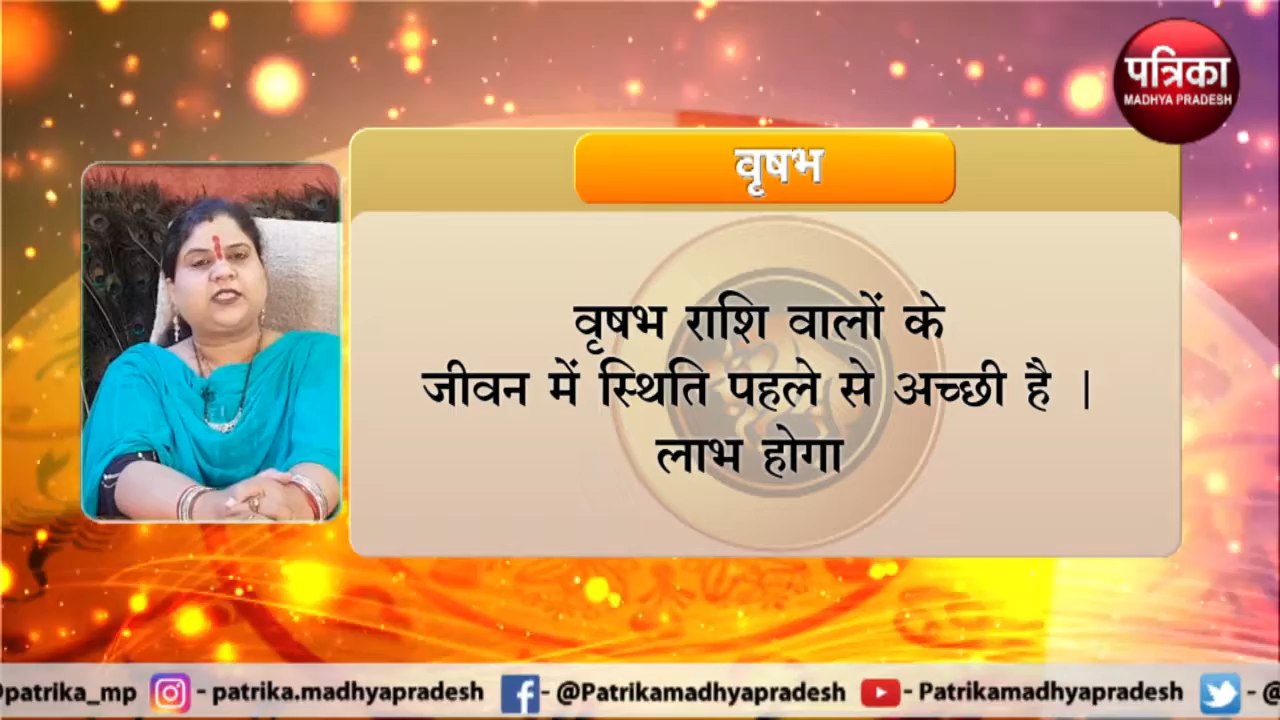 पत्रिका
MADHYA PRADESH
वृषभ
वृषभ राशि वालों के
जीवन में स्थिति पहले से अच्छी है |
लाभ होगा
patrika_mp - patrika.madhyapradesh - @Patrikamadhyapradesh - Patrikamadhyapradesh - @